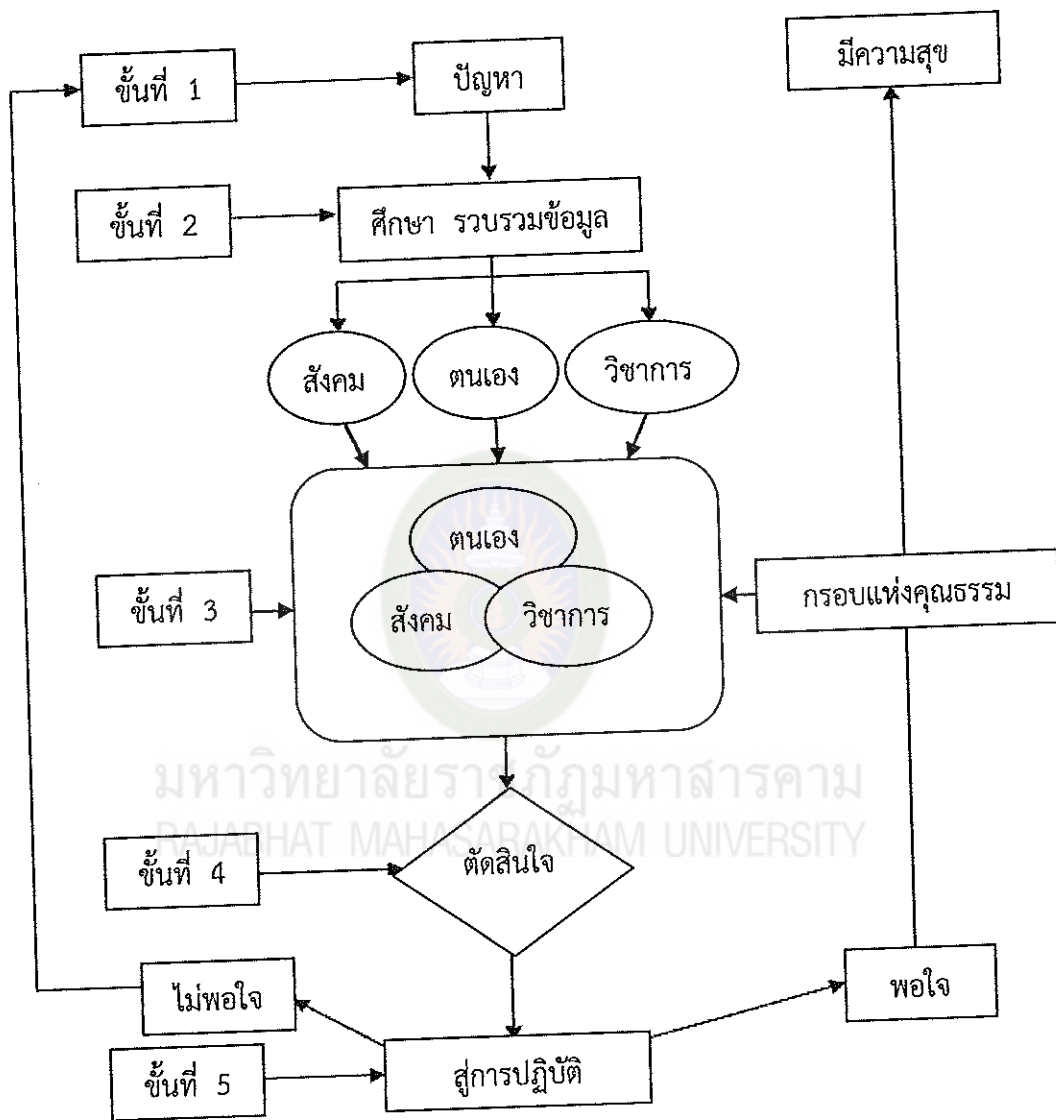 ขั้นที่ 1
ปัญหา
มีความสุข
ขั้นที่ 2
ศึกษา รวบรวมข้อมูล
สังคม
ตนเอง
วิชาการ
ตนเอง
สังคม
วิชาการ
ขั้นที่ 3
กรอบแห่งคุณธรรม
มหาวิทยาลัยราชภัฏมหาสารคาม
RAJABHAT MAHASARAKHAM UNIVERSITY
ขั้นที่ 4
ตัดสินใจ
ไม่พอใจ
พอใจ
ขั้นที่ 5
สู่การปฏิบัติ